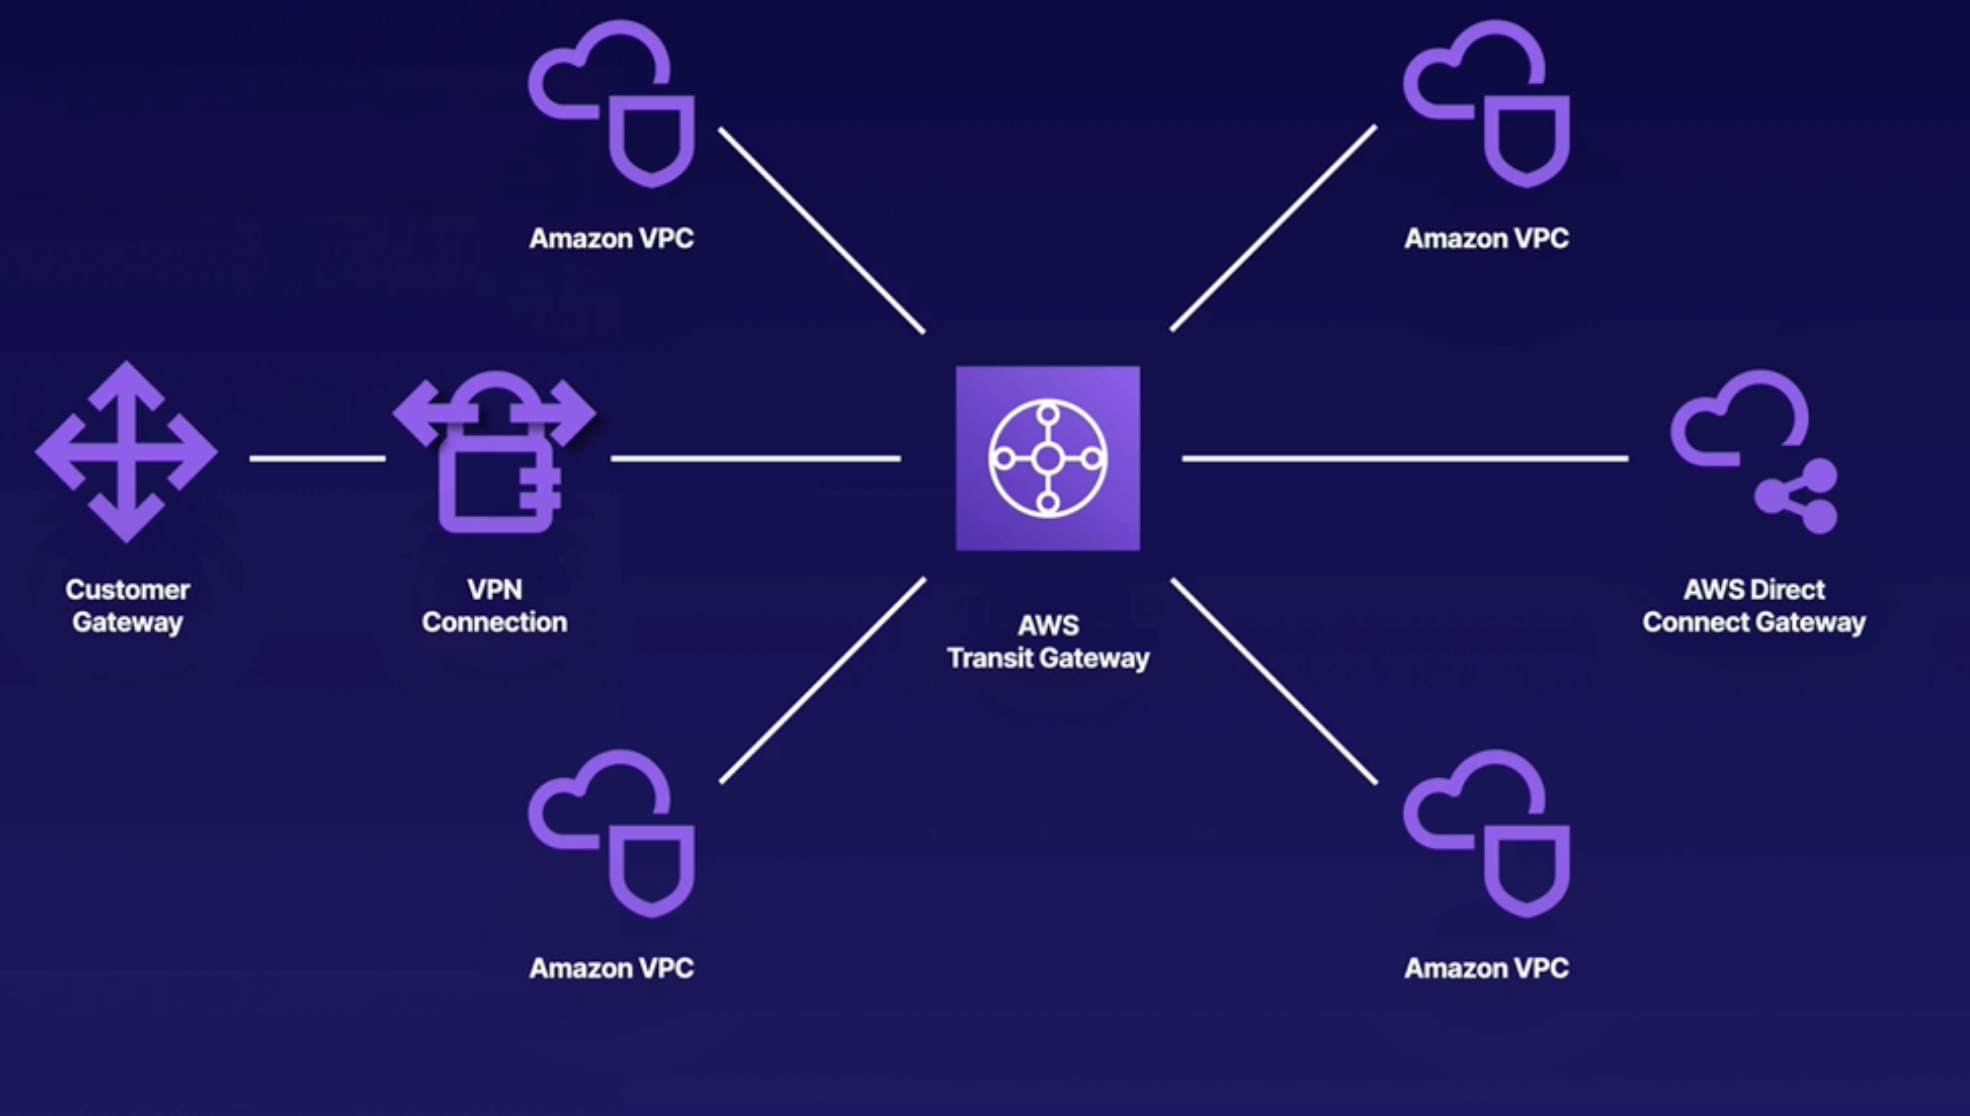 Amazon VPC
Amazon VPC
Customer
Gateway
VPN
Connection
AWS
Transit Gateway
AWS Direct
Connect Gateway
Amazon VPC
Amazon VPC